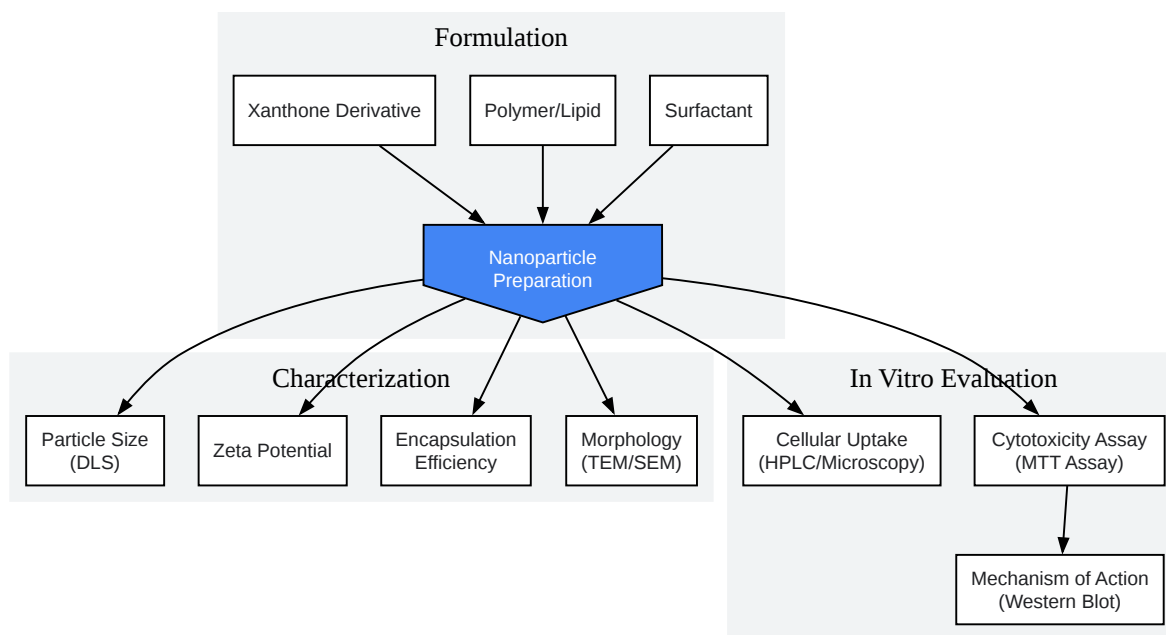 Formulation
Xanthone Derivative
Polymer/Lipid
Surfactant
Nanoparticle
Preparation
Characterization
In Vitro Evaluation
Particle Size
(DLS)
Zeta Potential
Encapsulation
Efficiency
Morphology
(TEM/SEM)
Cellular Uptake
(HPLC/Microscopy)
Cytotoxicity Assay
(MTT Assay)
Mechanism of Action
(Western Blot)